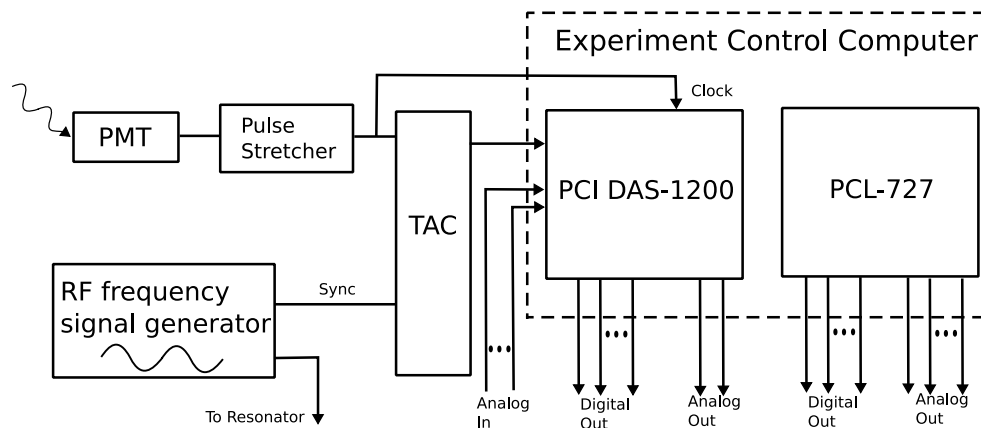 Experiment Control Computer
Clock
PMT
Pulse
Stretcher
TAC
PCI DAS-1200
PCL-727
RF frequency
signal generator
Sync
To Resonator
Analog
In
Digital
Out
Analog
Out
Digital
Out
Analog
Out